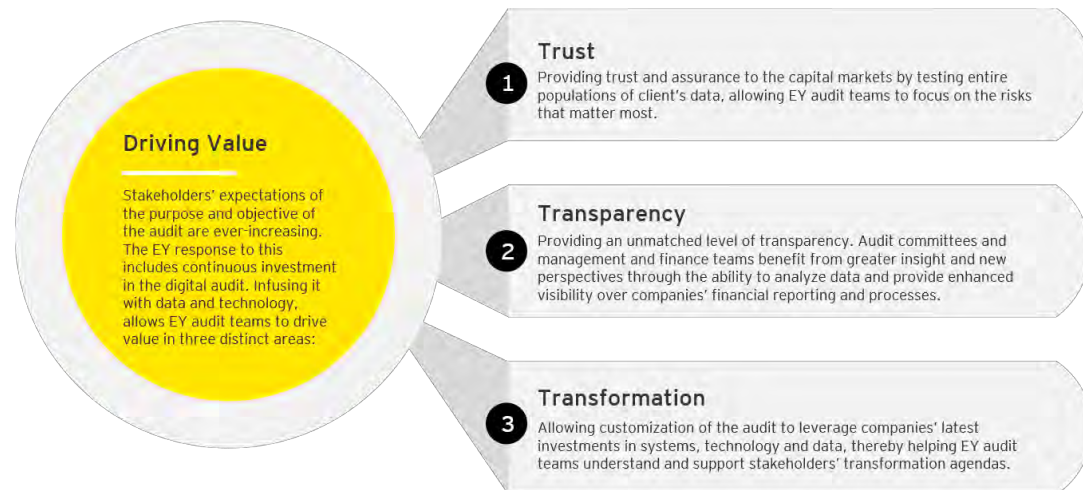 Driving Value
Stakeholders' expectations of
the purpose and objective of
the audit are ever-increasing.
The EY response to this
includes continuous investment
in the digital audit. Infusing it
with data and technology,
allows EY audit teams to drive
value in three distinct areas:
1
Trust
Providing trust and assurance to the capital markets by testing entire
populations of client's data, allowing EY audit teams to focus on the risks
that matter most.
2
Transparency
Providing an unmatched level of transparency. Audit committees and
management and finance teams benefit from greater insight and new
perspectives through the ability to analyze data and provide enhanced
visibility over companies' financial reporting and processes.
3
Transformation
Allowing customization of the audit to leverage companies' latest
investments in systems, technology and data, thereby helping EY audit
teams understand and support stakeholders' transformation agendas.